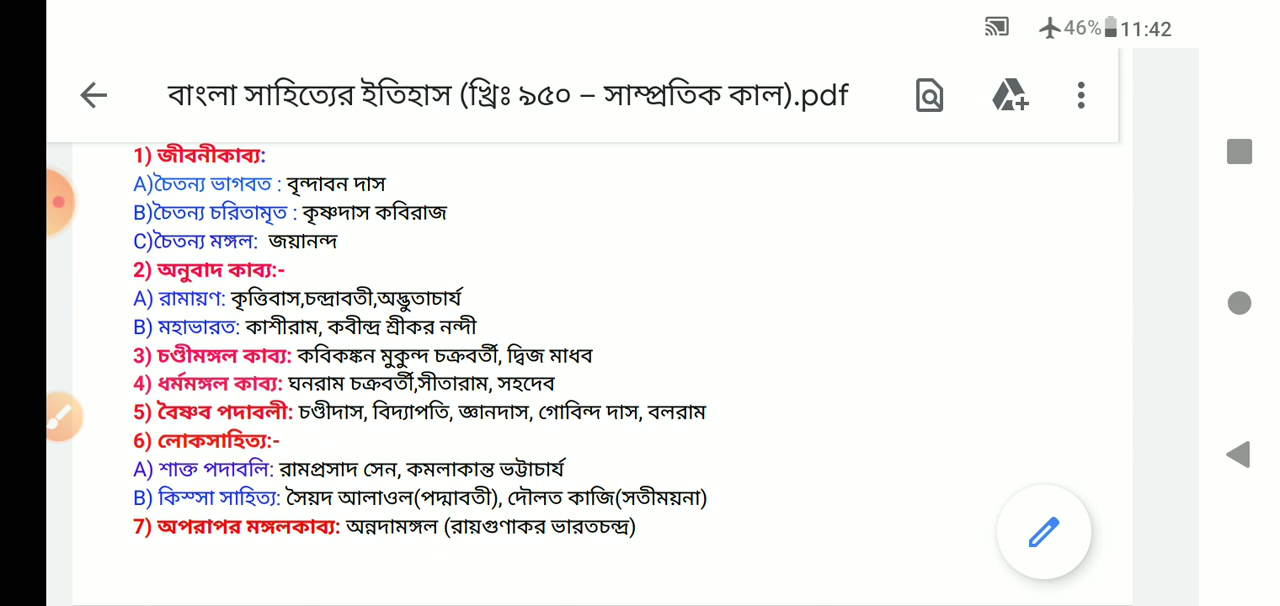 46% 11:42
বাংলা সাহিত্যের ইতিহাস (খ্রিঃ ৯৫০ – সাম্প্রতিক কাল).pdf
1) জীবনীকাব্য:
A)চৈতন্য ভাগবত : বৃন্দাবন দাস
B)চৈতন্য চরিতামৃত : কৃষ্ণদাস কবিরাজ
C)চৈতন্য মঙ্গল: জয়ানন্দ
2) অনুবাদ কাব্য:-
A) রামায়ণ: কৃত্তিবাস,চন্দ্রাবতী,অদ্ভুতাচার্য
B) মহাভারত: কাশীরাম, কবীন্দ্র শ্রীকর নন্দী
3) চণ্ডীমঙ্গল কাব্য: কবিকঙ্কন মুকুন্দ চক্রবর্তী, দ্বিজ মাধব
4) ধর্মমঙ্গল কাব্য: ঘনরাম চক্রবর্তী,সীতারাম, সহদেব
5) বৈষ্ণব পদাবলী: চণ্ডীদাস, বিদ্যাপতি, জ্ঞানদাস, গোবিন্দ দাস, বলরাম
6) লোকসাহিত্য:-
A) শাক্ত পদাবলি: রামপ্রসাদ সেন, কমলাকান্ত ভট্টাচার্য
B) কিস্সা সাহিত্য: সৈয়দ আলাওল(পদ্মাবতী), দৌলত কাজি(সতীময়না)
7) অপরাপর মঙ্গলকাব্য: অন্নদামঙ্গল (রায়গুণাকর ভারতচন্দ্র)